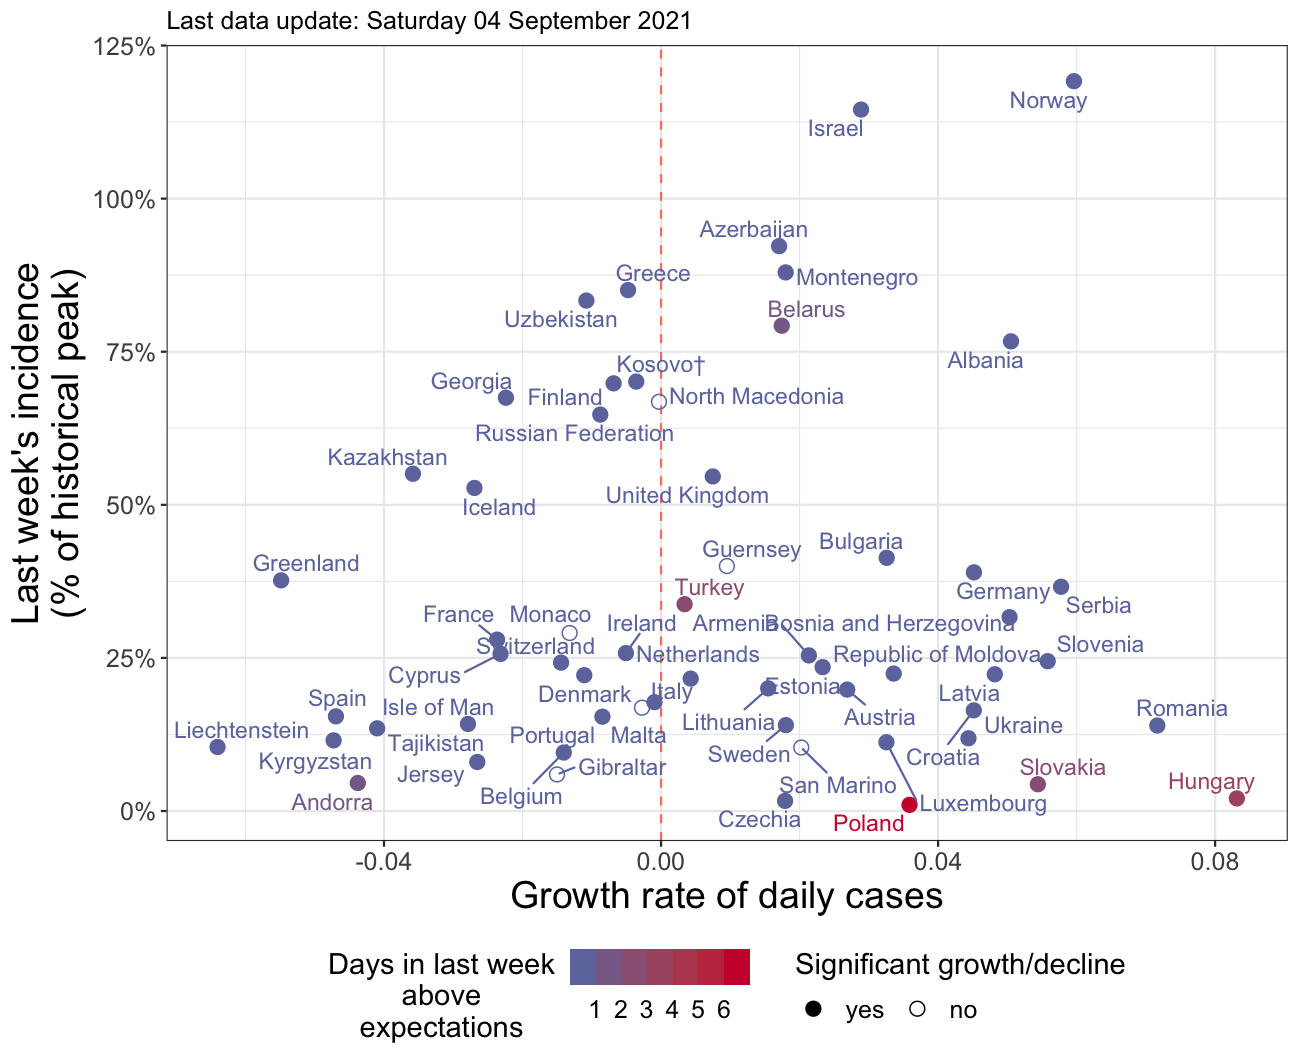 Last data update: Saturday 04 September 2021
125%
100%
75%
50%
25%
0%
Last week's incidence
(% of historical peak)
Norway
Israel
Azerbaijan
Montenegro
Greece
Uzbekistan
Belarus
Albania
Kosovo†
Georgia
Finland
North Macedonia
Russian Federation
Kazakhstan
Iceland
United Kingdom
Guernsey
Bulgaria
Greenland
Turkey
Germany
Serbia
France
Monaco
Ireland
Armenia
Bosnia and Herzegovina
Switzerland
Netherlands
Republic of Moldova
Slovenia
Cyprus
Denmark
Italy
Estonia
Latvia
Spain
Isle of Man
Lithuania
Austria
Ukraine
Romania
Liechtenstein
Tajikistan
Portugal
Malta
Sweden
Croatia
Kyrgyzstan
Jersey
Gibraltar
San Marino
Slovakia
Hungary
Andorra
Belgium
Czechia
Poland
Luxembourg
-0.04
0.00
0.04
0.08
Growth rate of daily cases
Days in last week
above
expectations
1 2 3 4 5 6
Significant growth/decline
yes
no